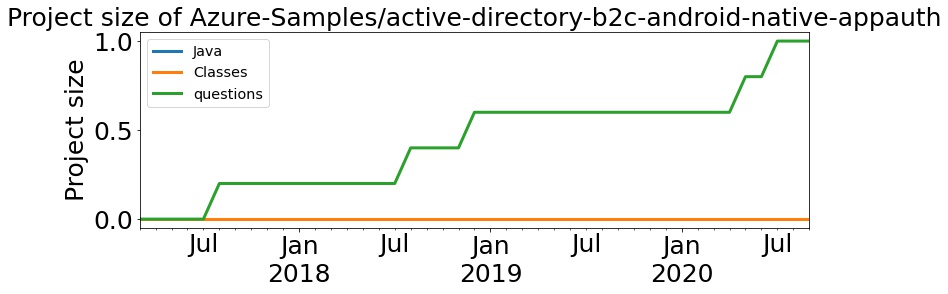 Project size of Azure-Samples/active-directory-b2c-android-native-appauth
Project size
1.0
0.5
0.0
Java
Classes
questions
Jul
Jan
2018
Jul
Jan
2019
Jul
Jan
2020
Jul